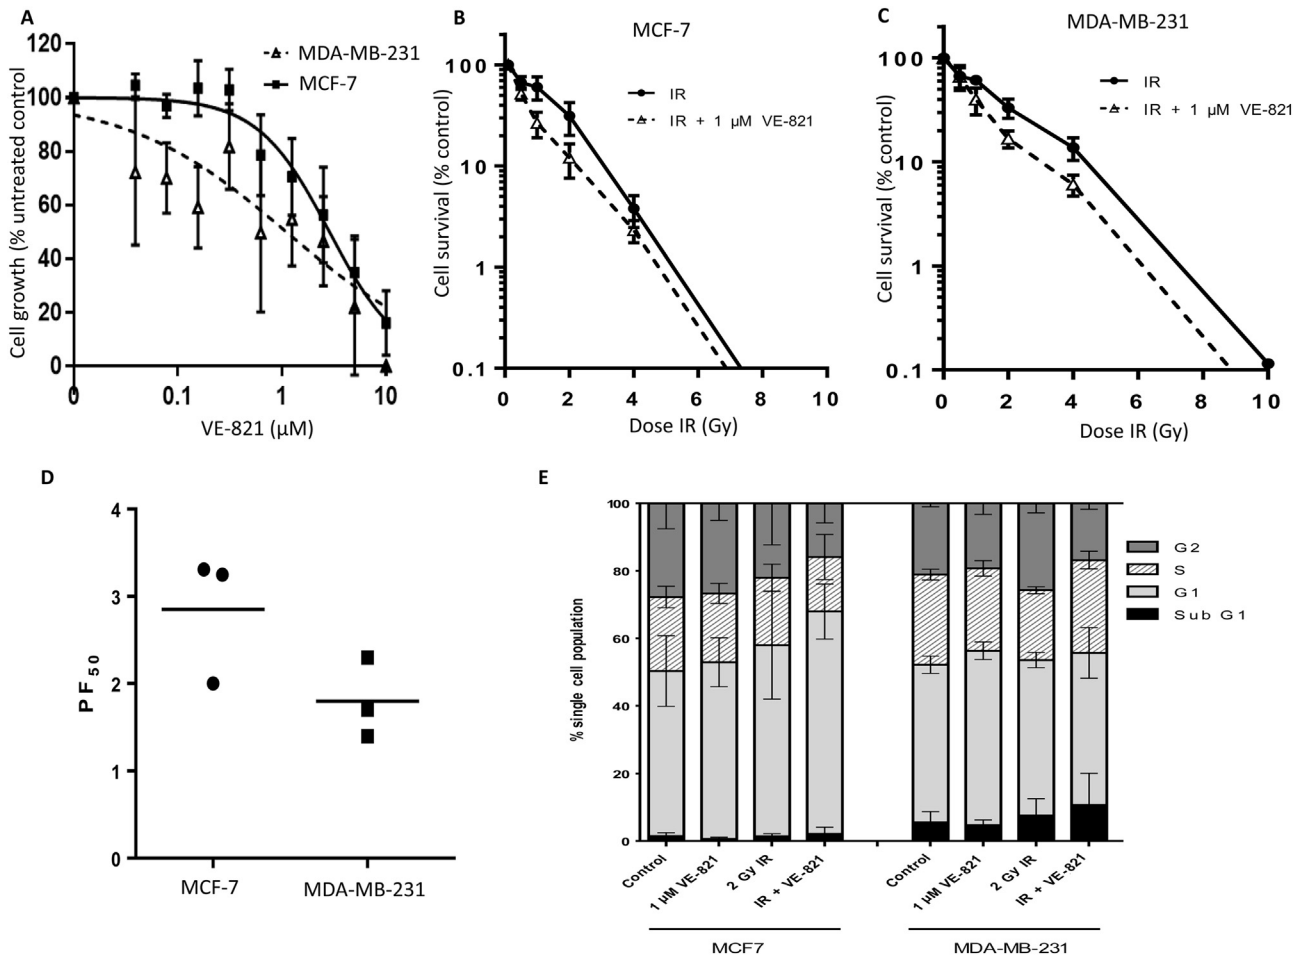 A
MDA-MB-231
MCF-7
Cell growth (% untreated control)
120
100
80
60
40
20
0
0
0.1
1
10
VE-821 (µM)
B
MCF-7
IR
IR + 1 µM VE-821
Cell survival (% control)
100
10
1
0.1
0
2
4
6
8
10
Dose IR (Gy)
C
MDA-MB-231
IR
IR + 1 µM VE-821
Cell survival (% control)
100
10
1
0.1
0
2
4
6
8
10
Dose IR (Gy)
D
PF50
4
3
2
1
0
MCF-7
MDA-MB-231
E
% single cell population
100
80
60
40
20
0
G2
S
G1
Sub G1
Control
1 µM VE-821
2 Gy IR
IR + VE-821
Control
1 µM VE-821
2 Gy IR
IR + VE-821
MCF7
MDA-MB-231